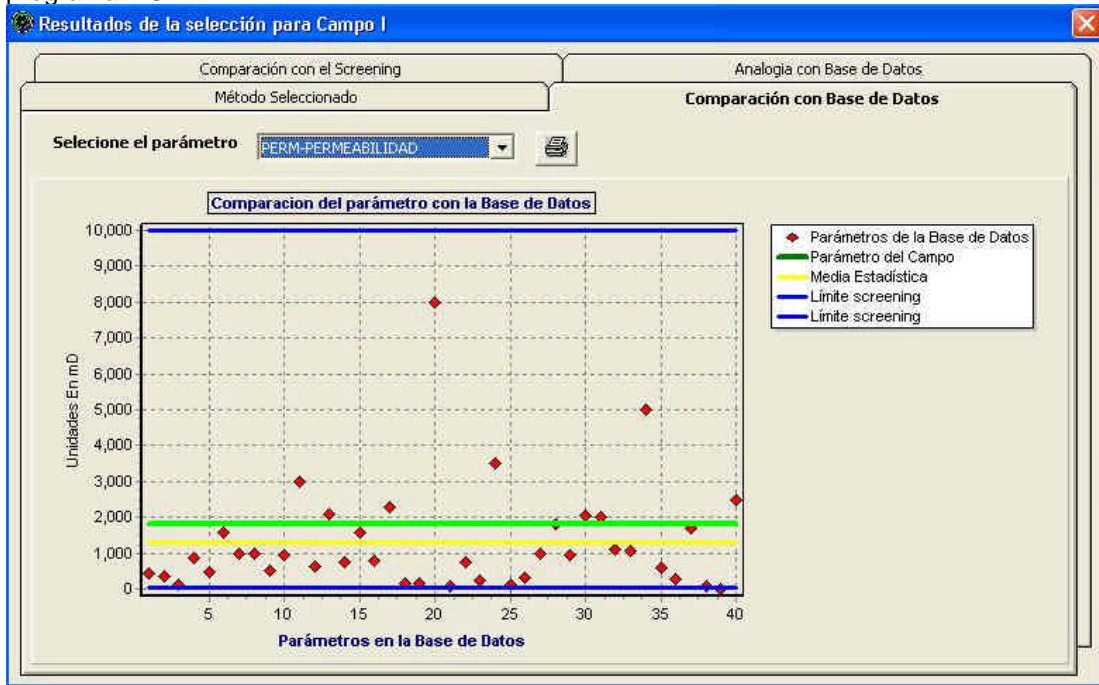 Resultados de la selección para Campo I
Comparación con el Screening
Analogia con Base de Datos
Método Seleccionado
Comparación con Base de Datos
Selecione el parámetro
PERM-PERMEABILIDAD
Comparacion del parámetro con la Base de Datos
10,000
9,000
8,000
7,000
6,000
5,000
4,000
3,000
2,000
1,000
0
Unidades En mD
5 10 15 20 25 30 35 40
Parámetros en la Base de Datos
Parámetros de la Base de Datos
Parámetro del Campo
Media Estadística
Límite screening
Límite screening